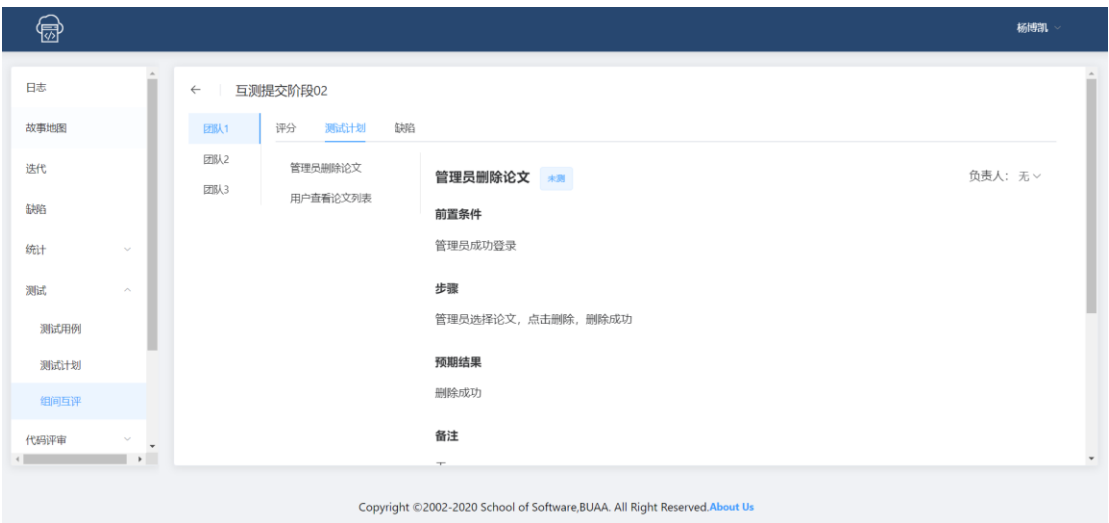 </>
杨博凯
日志
故事地图
迭代
缺陷
统计
测试
测试用例
测试计划
组间互评
代码评审
← 互测提交阶段02
团队1
团队2
团队3
评分 测试计划 缺陷
管理员删除论文
用户查看论文列表
管理员删除论文 未测 负责人：无
前置条件
管理员成功登录
步骤
管理员选择论文，点击删除，删除成功
预期结果
删除成功
备注
Copyright ©2002-2020 School of Software,BUAA. All Right Reserved.About Us